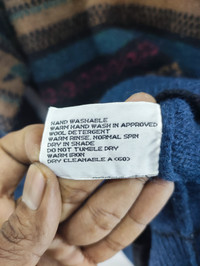 HAND WASHABLE
WARM HAND WASH IN APPROVED
WOOL DETERGENT
WARM RINSE. NORMAL SPIN
DRY IN SHADE
DO NOT TUMBLE DRY
WARM IRON
DRY CLEANABLE A (60)